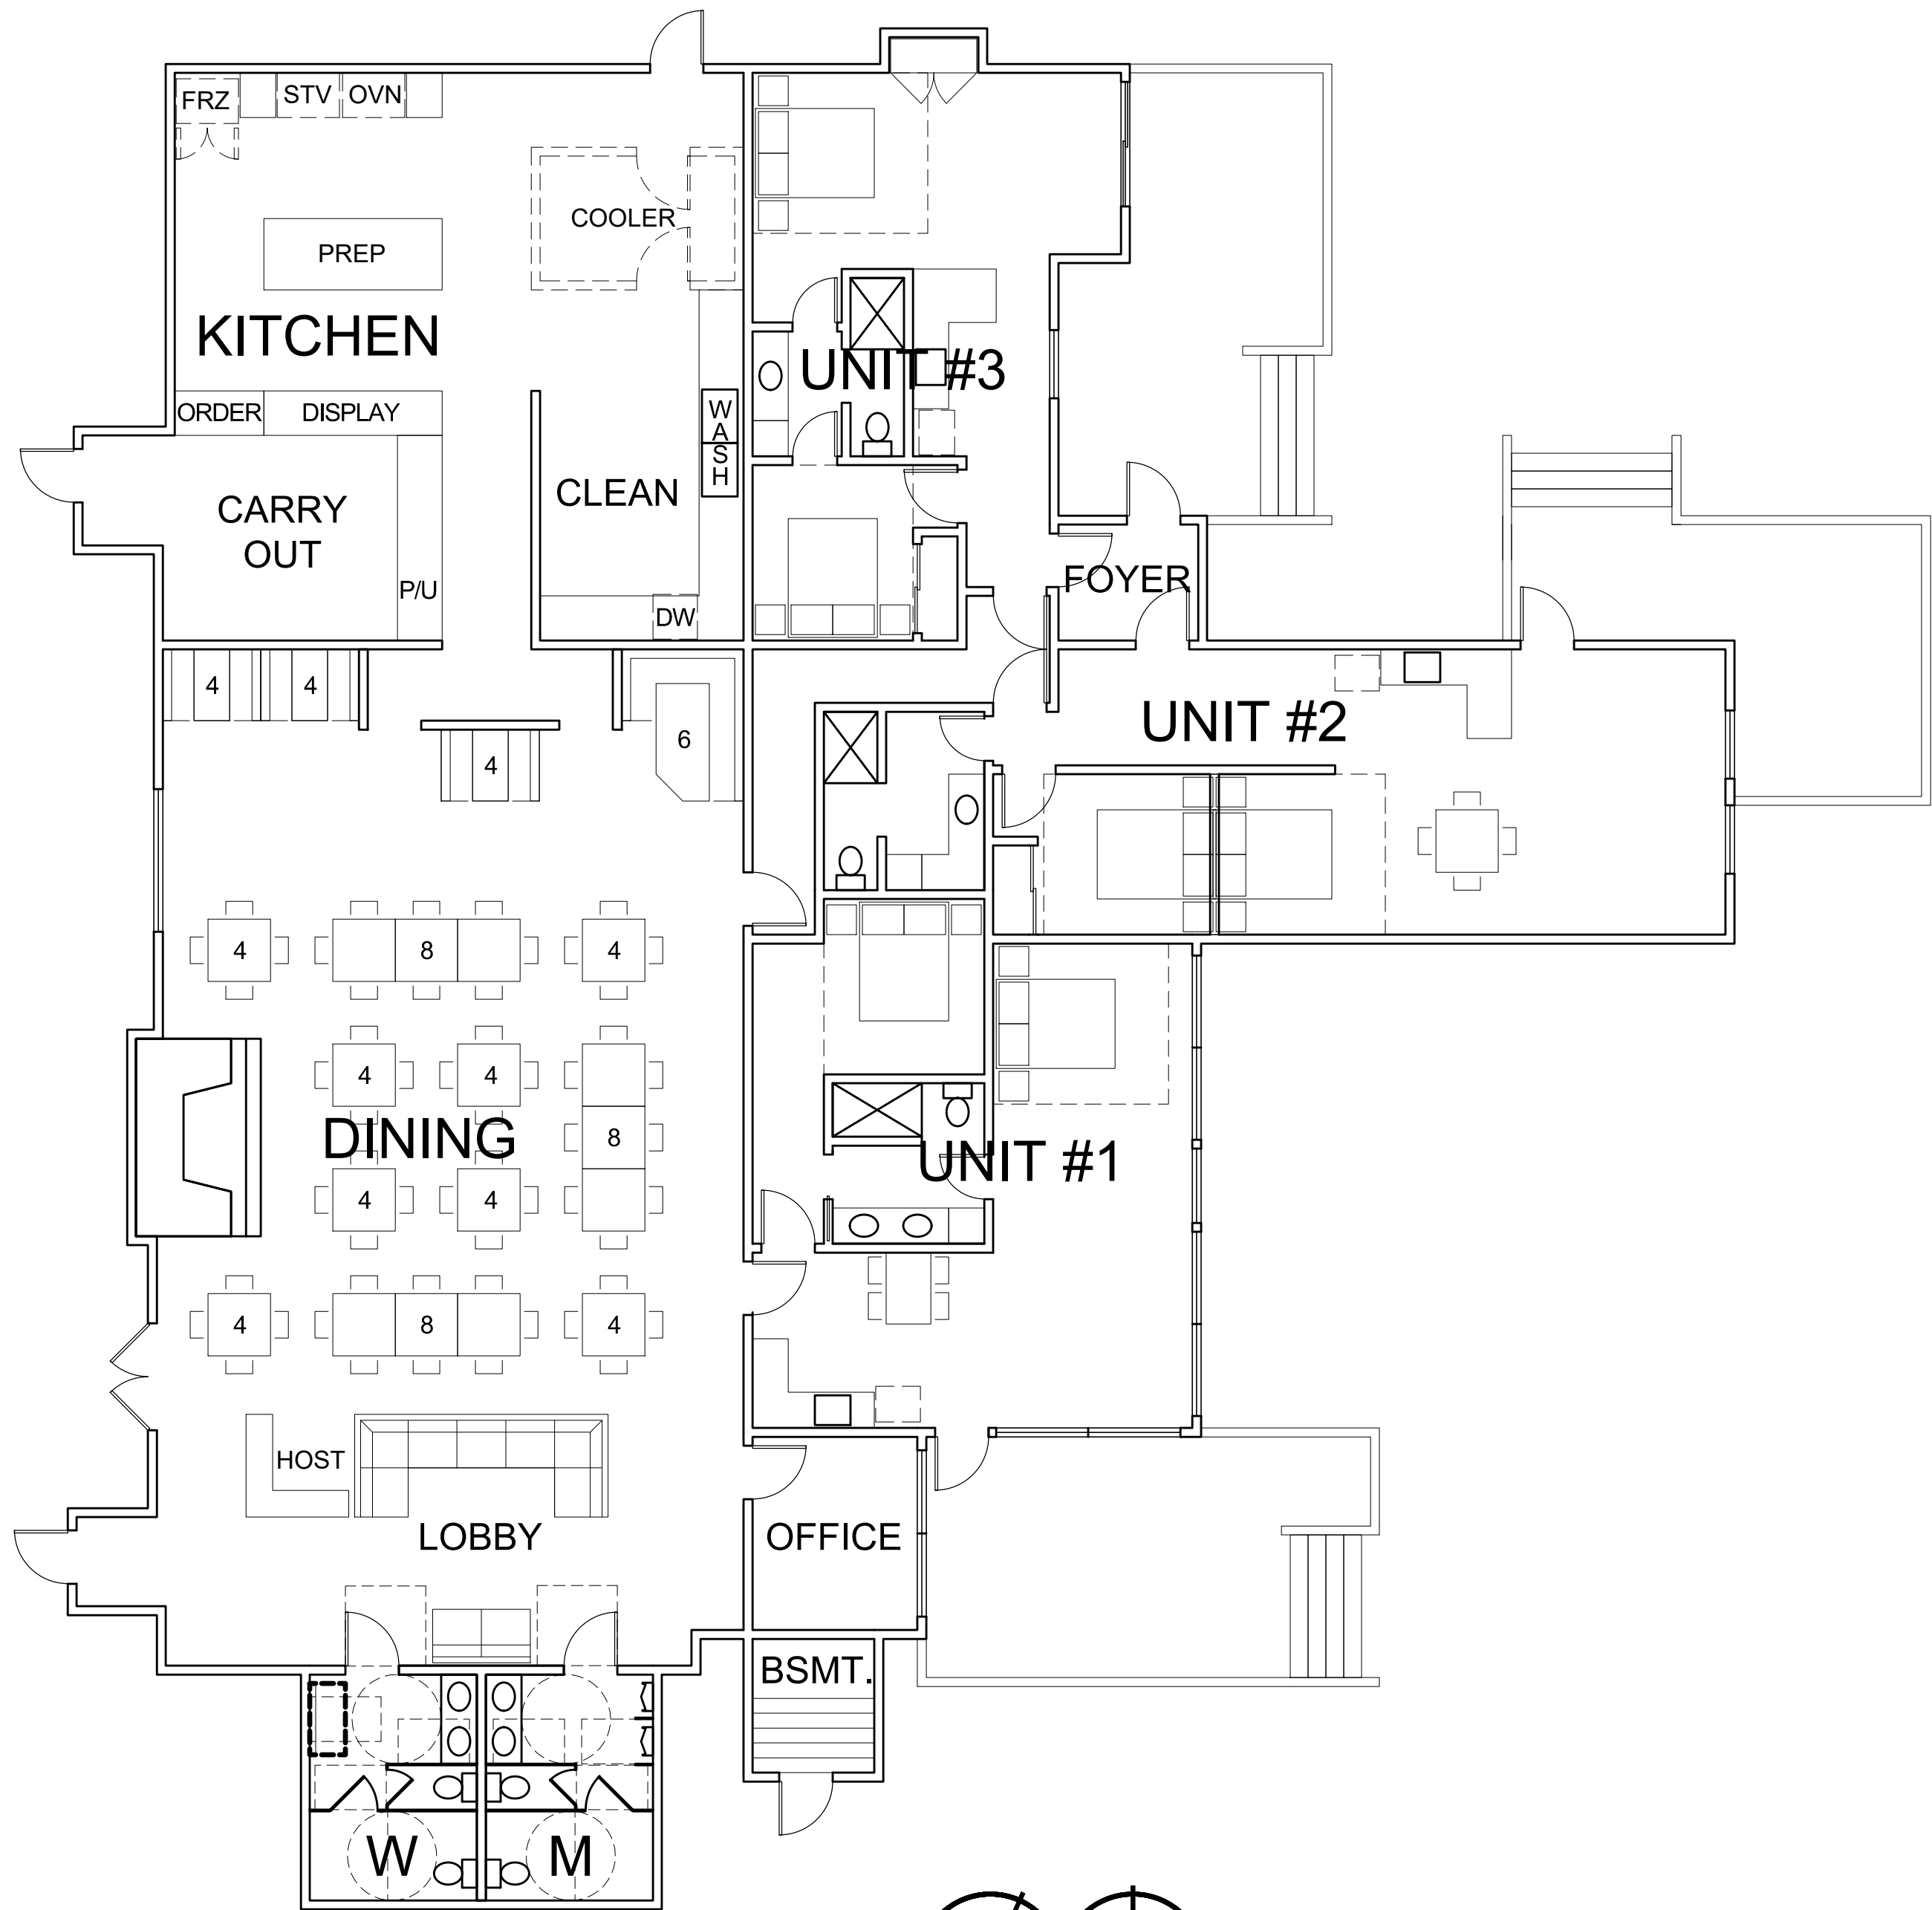 FRZ
STV
OVN
COOLER
PREP
KITCHEN
UNIT #3
ORDER
DISPLAY
W
A
S
H
CLEAN
CARRY
OUT
FOYER
P/U
DW
4
4
6
4
UNIT #2
4
8
4
4
4
8
DINING
UNIT #1
4
4
4
8
4
HOST
LOBBY
OFFICE
BSMT.
W
M